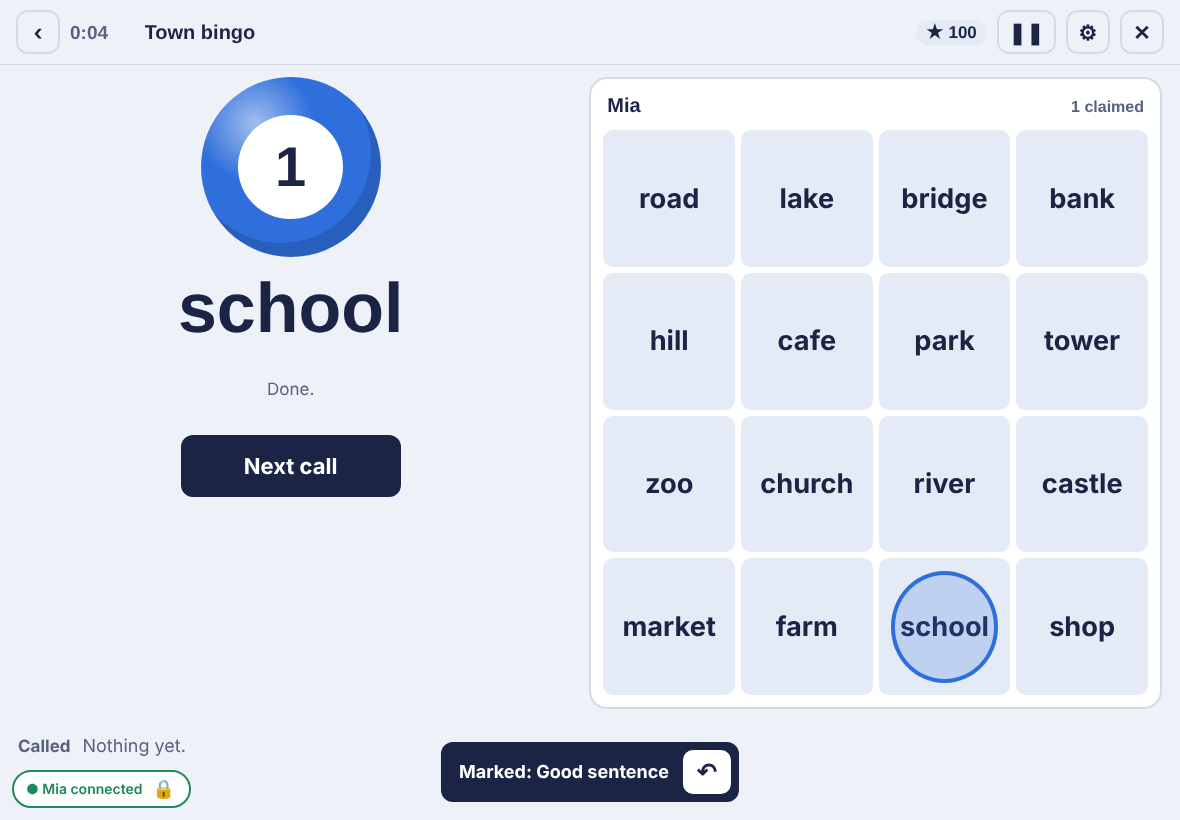 0:04 Town bingo ★ 100
1
school
Done.
Next call
Mia 1 claimed
road lake bridge bank
hill cafe park tower
zoo church river castle
market farm school shop
Called Nothing yet.
Mia connected
Marked: Good sentence